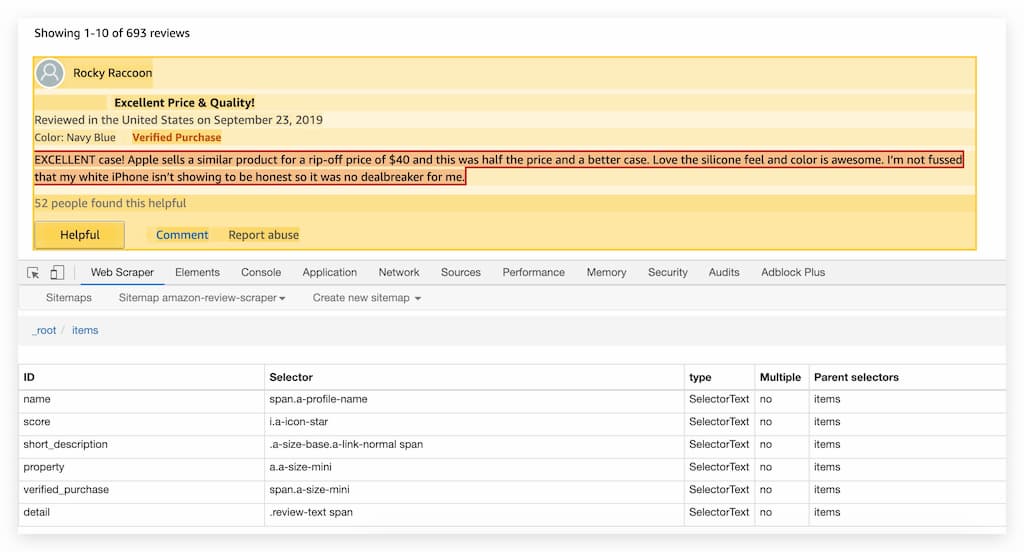 Showing 1-10 of 693 reviews
Rocky Raccoon
Excellent Price & Quality!
Reviewed in the United States on September 23, 2019
Color: Navy Blue Verified Purchase
EXCELLENT case! Apple sells a similar product for a rip-off price of $40 and this was half the price and a better case. Love the silicone feel and color is awesome. I'm not fussed
that my white iPhone isn't showing to be honest so it was no dealbreaker for me.
52 people found this helpful
Helpful Comment Report abuse
Web Scraper Elements Console Application Network Sources Performance Memory Security Audits Adblock Plus
Sitemaps Sitemap amazon-review-scraper Create new sitemap
_root / items
ID Selector type Multiple Parent selectors
name span.a-profile-name SelectorText no items
score i.a-icon-star SelectorText no items
short_description .a-size-base.a-link-normal span SelectorText no items
property a.a-size-mini SelectorText no items
verified_purchase span.a-size-mini SelectorText no items
detail .review-text span SelectorText no items